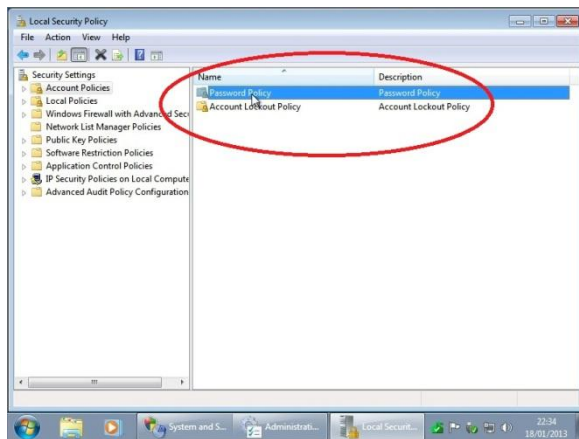 Local Security Policy
File Action View Help
Security Settings
Account Policies
Local Policies
Windows Firewall with Advanced Secu
Network List Manager Policies
Public Key Policies
Software Restriction Policies
Application Control Policies
IP Security Policies on Local Compute
Advanced Audit Policy Configuration
Name Description
Password Policy Password Policy
Account Lockout Policy Account Lockout Policy
System and S... Administrati... Local Securit... 22:34
18/01/2013